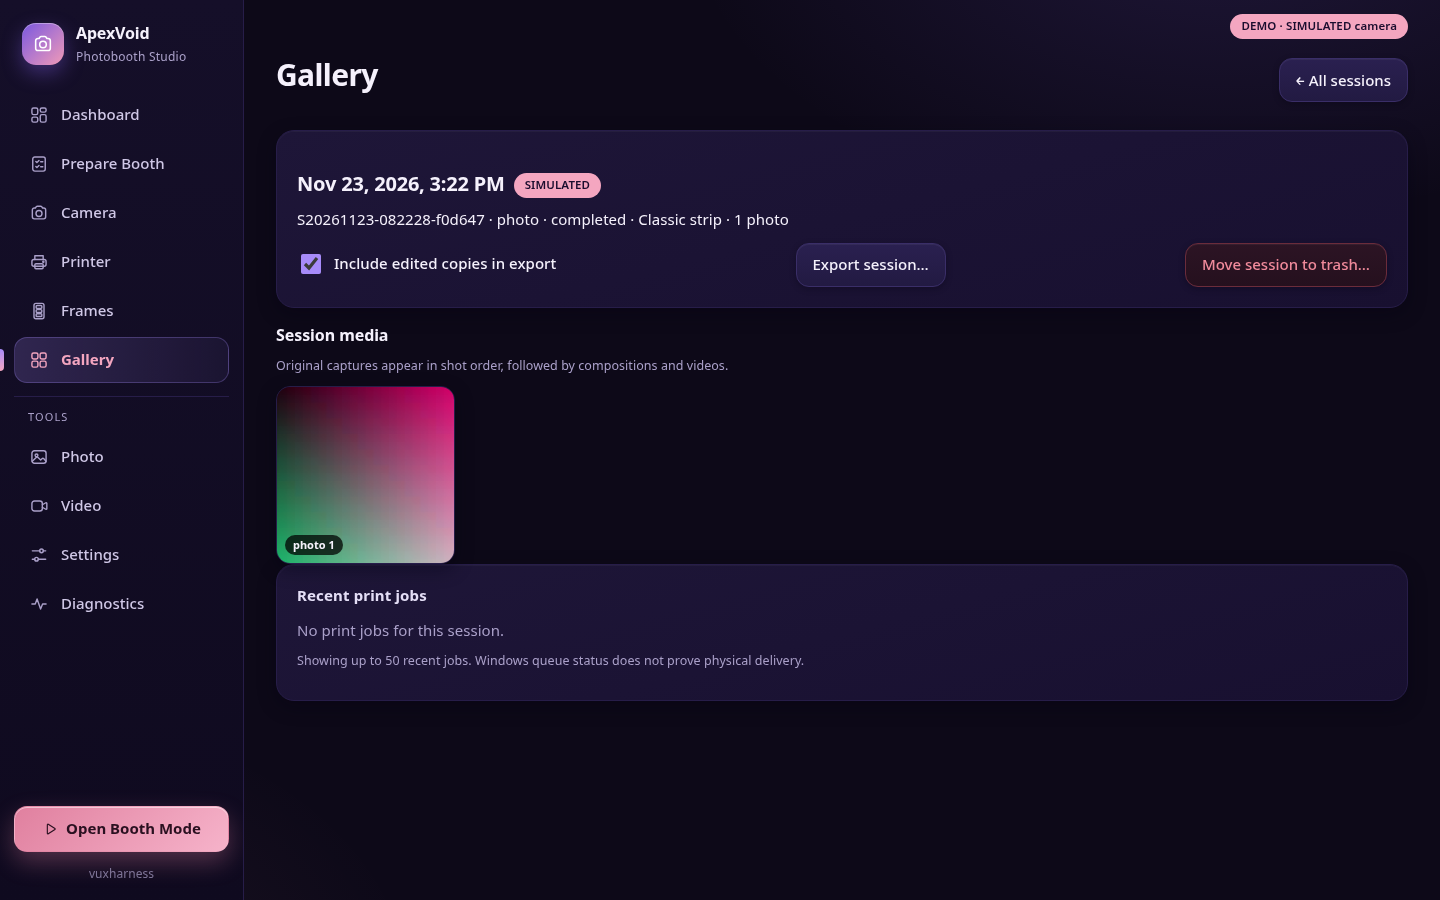 ApexVoid
Photobooth Studio
Dashboard
Prepare Booth
Camera
Printer
Frames
Gallery
TOOLS
Photo
Video
Settings
Diagnostics
Open Booth Mode
vuxharness
DEMO · SIMULATED camera
Gallery
← All sessions
Nov 23, 2026, 3:22 PM SIMULATED
S20261123-082228-f0d647 · photo · completed · Classic strip · 1 photo
Include edited copies in export
Export session...
Move session to trash...
Session media
Original captures appear in shot order, followed by compositions and videos.
photo 1
Recent print jobs
No print jobs for this session.
Showing up to 50 recent jobs. Windows queue status does not prove physical delivery.